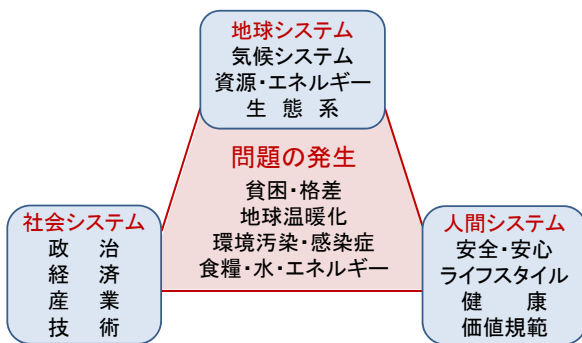 地球システム
気候システム
資源・エネルギー
生態系
問題の発生
貧困・格差
地球温暖化
環境汚染・感染症
食糧・水・エネルギー
社会システム
政治
経済
産業
技術
人間システム
安全・安心
ライフスタイル
健康
価値規範